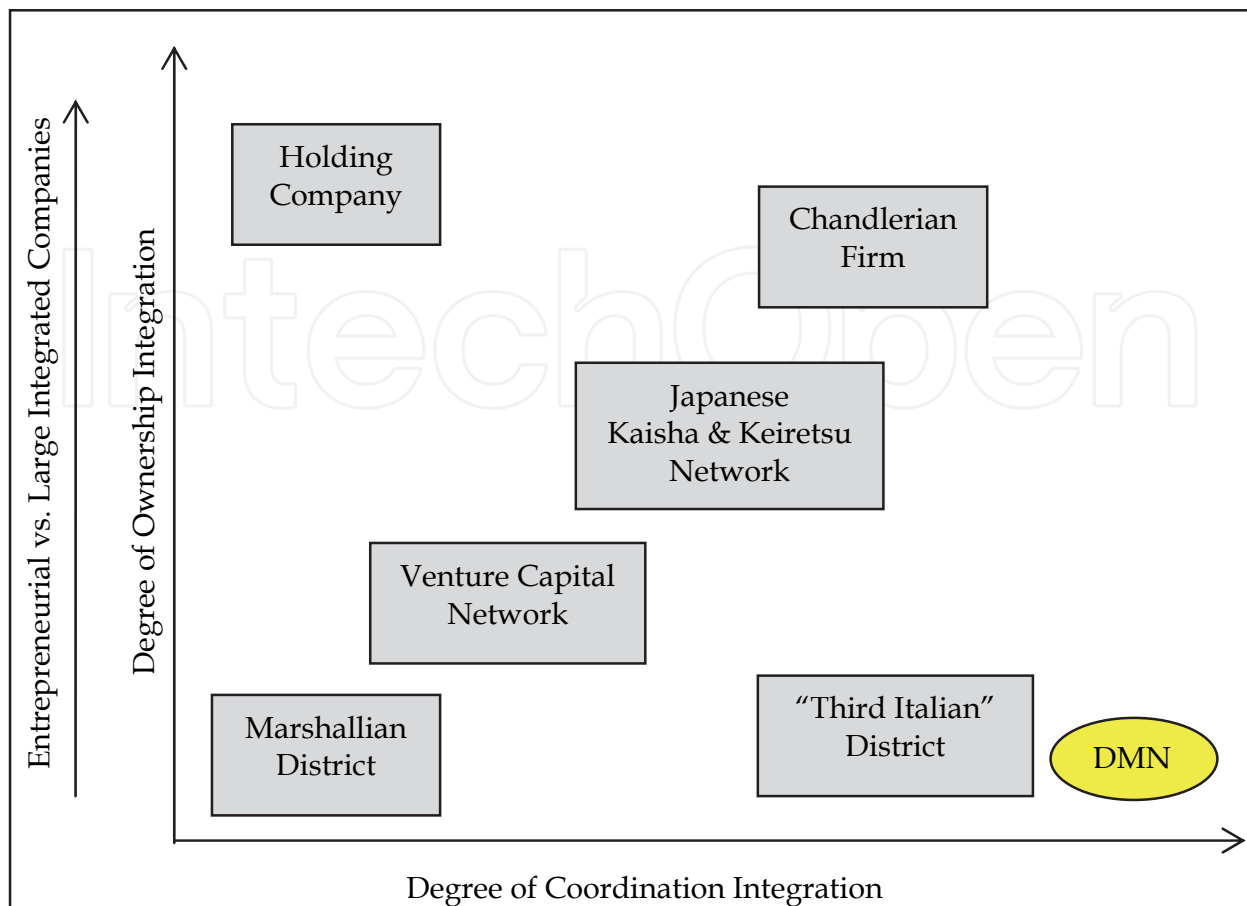 Entrepreneurial vs. Large Integrated Companies
Degree of Ownership Integration
Holding
Company
Chandlerian
Firm
IntechOpen
Japanese
Kaisha & Keiretsu
Network
Venture Capital
Network
Marshallian
District
“Third Italian”
District
DMN
Degree of Coordination Integration